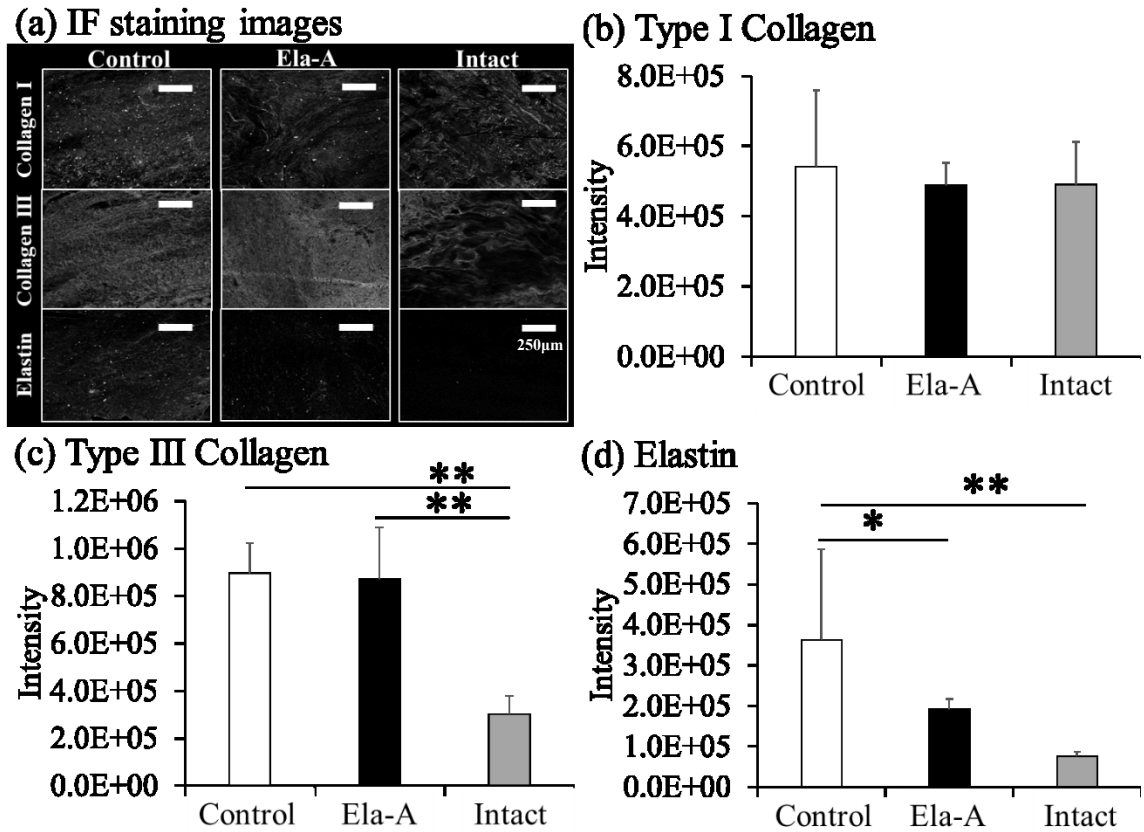 (a) IF staining images
Control Ela-A Intact
Collagen I
Collagen III
Elastin
250μm
(b) Type I Collagen
8.0E+05
6.0E+05
4.0E+05
2.0E+05
0.0E+00
Intensity
Control Ela-A Intact
(c) Type III Collagen
**
**
1.2E+06
1.0E+06
8.0E+05
6.0E+05
4.0E+05
2.0E+05
0.0E+00
Intensity
Control Ela-A Intact
(d) Elastin
**
*
7.0E+05
6.0E+05
5.0E+05
4.0E+05
3.0E+05
2.0E+05
1.0E+05
0.0E+00
Intensity
Control Ela-A Intact